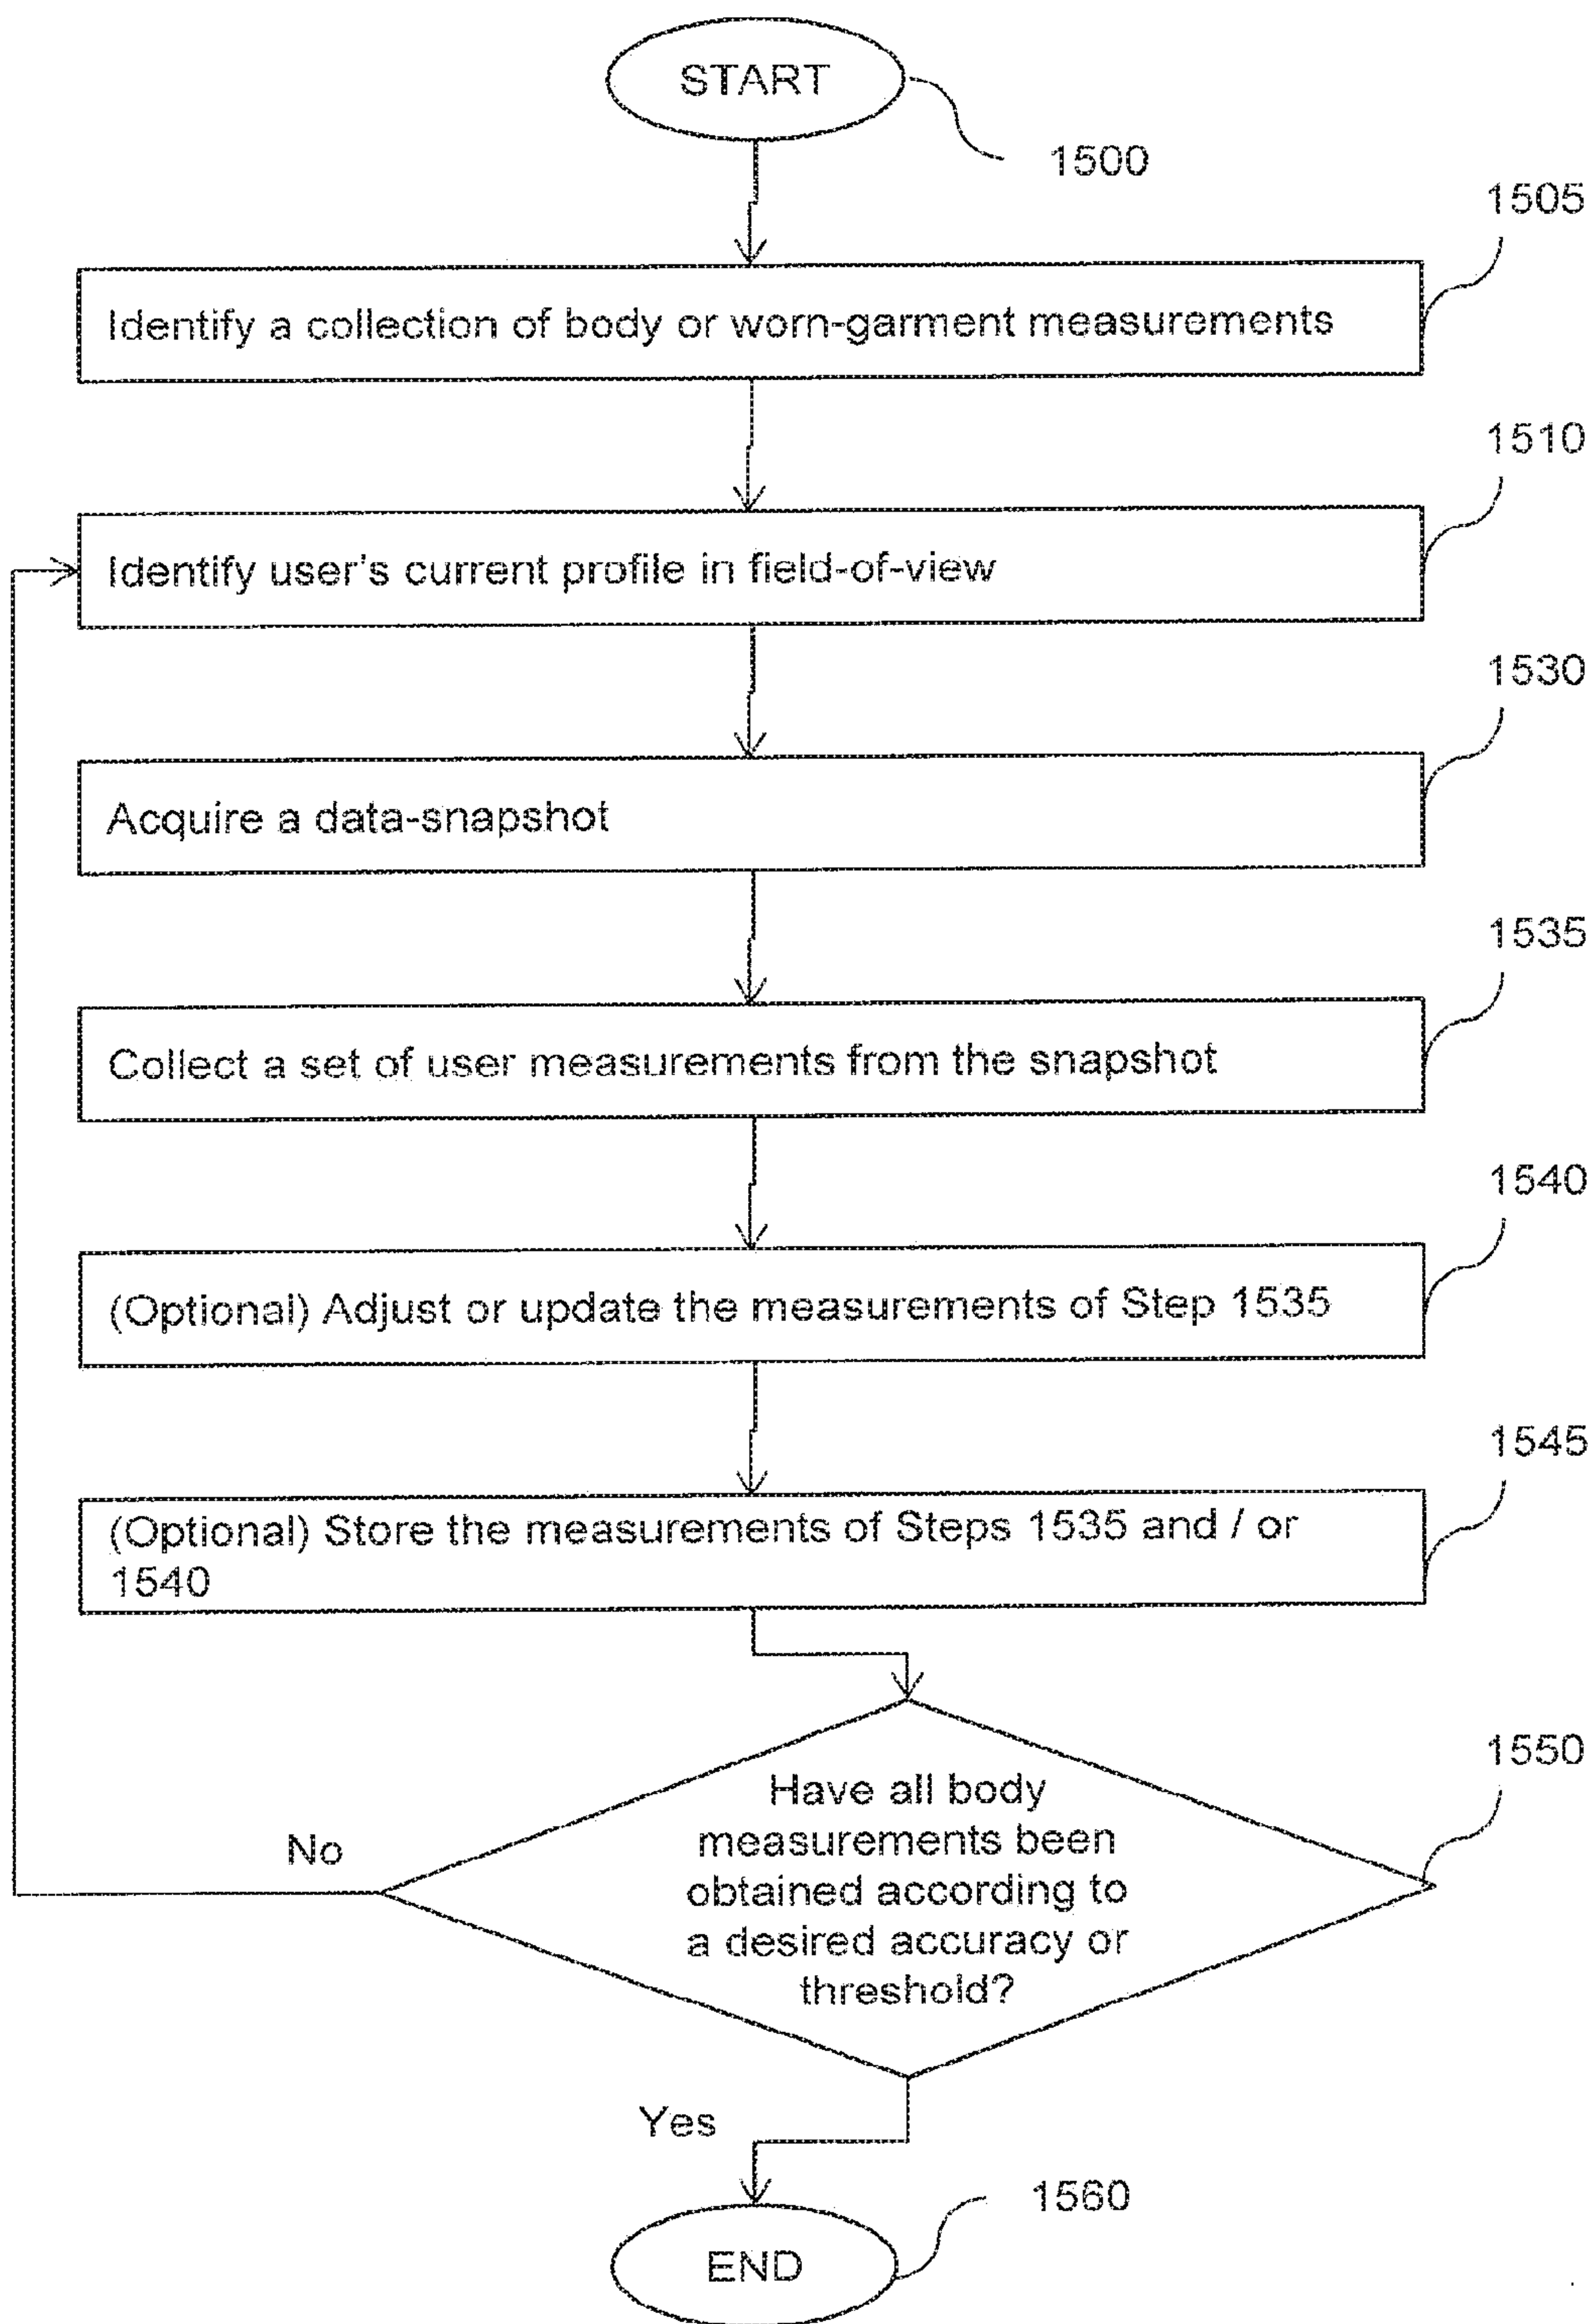 START
1500
1505
Identify a collection of body or worn-garment measurements
1510
Identify user's current profile in field-of-view
1530
Acquire a data-snapshot
1535
Collect a set of user measurements from the snapshot
1540
(Optional) Adjust or update the measurements of Step 1535
1545
(Optional) Store the measurements of Steps 1535 and / or
1540
1550
Have all body
measurements been
obtained according to
a desired accuracy or
threshold?
No
Yes
1560
END